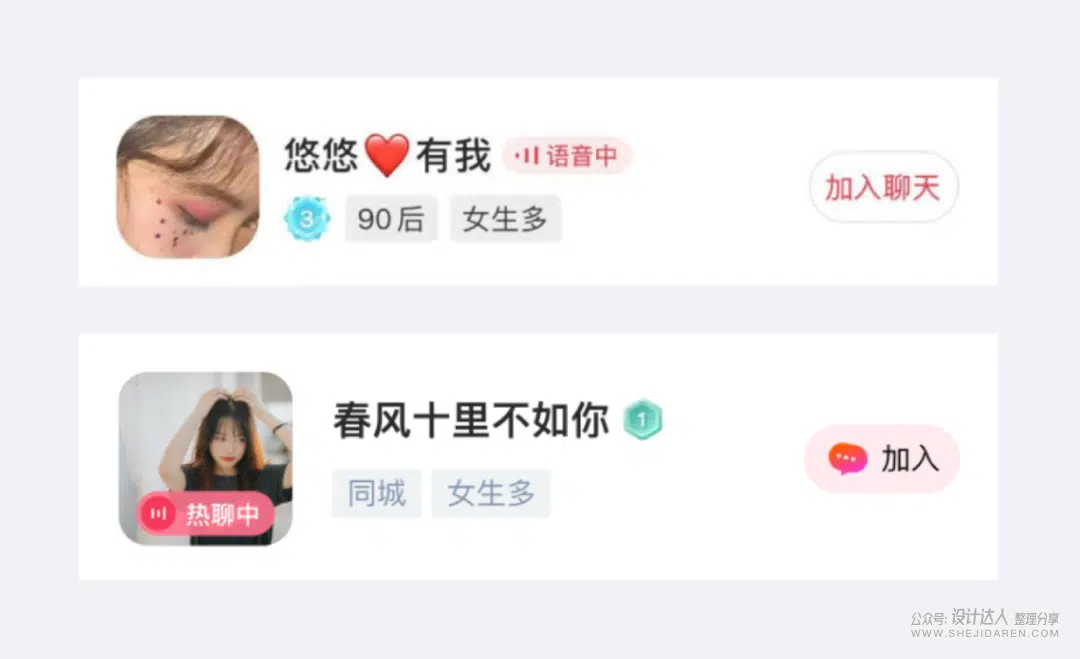 悠悠❤️有我 语音中
3 90后 女生多
加入聊天
春风十里不如你 1
同城 女生多
热聊中
加入
公众号: 设计达人 整理分享
WWW.SHEJIDAREN.COM